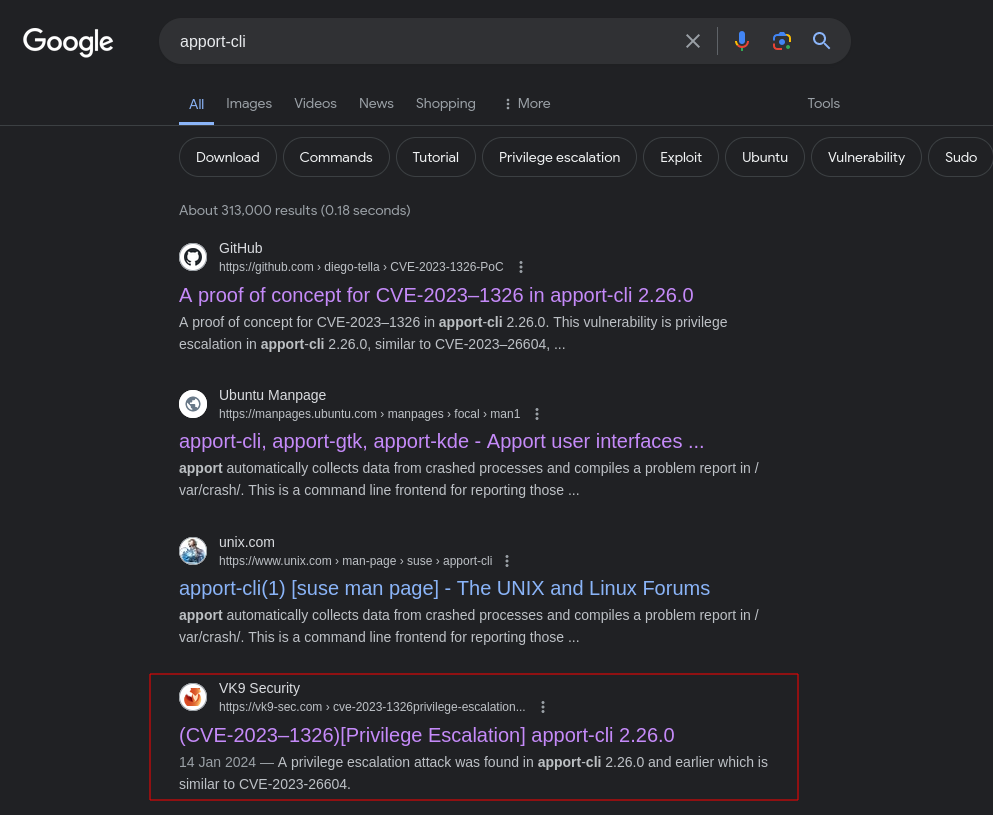 Google
apport-cli
All Images Videos News Shopping More Tools
Download Commands Tutorial Privilege escalation Exploit Ubuntu Vulnerability Sudo
About 313,000 results (0.18 seconds)
GitHub
https://github.com › diego-tella › CVE-2023-1326-PoC
A proof of concept for CVE-2023–1326 in apport-cli 2.26.0
A proof of concept for CVE-2023–1326 in apport-cli 2.26.0. This vulnerability is privilege
escalation in apport-cli 2.26.0, similar to CVE-2023–26604, ...
Ubuntu Manpage
https://manpages.ubuntu.com › manpages › focal › man1
apport-cli, apport-gtk, apport-kde - Apport user interfaces ...
apport automatically collects data from crashed processes and compiles a problem report in /
var/crash/. This is a command line frontend for reporting those ...
unix.com
https://www.unix.com › man-page › suse › apport-cli
apport-cli(1) [suse man page] - The UNIX and Linux Forums
apport automatically collects data from crashed processes and compiles a problem report in /
var/crash/. This is a command line frontend for reporting those ...
VK9 Security
https://vk9-sec.com › cve-2023-1326privilege-escalation...
(CVE-2023–1326)[Privilege Escalation] apport-cli 2.26.0
14 Jan 2024 — A privilege escalation attack was found in apport-cli 2.26.0 and earlier which is
similar to CVE-2023-26604.